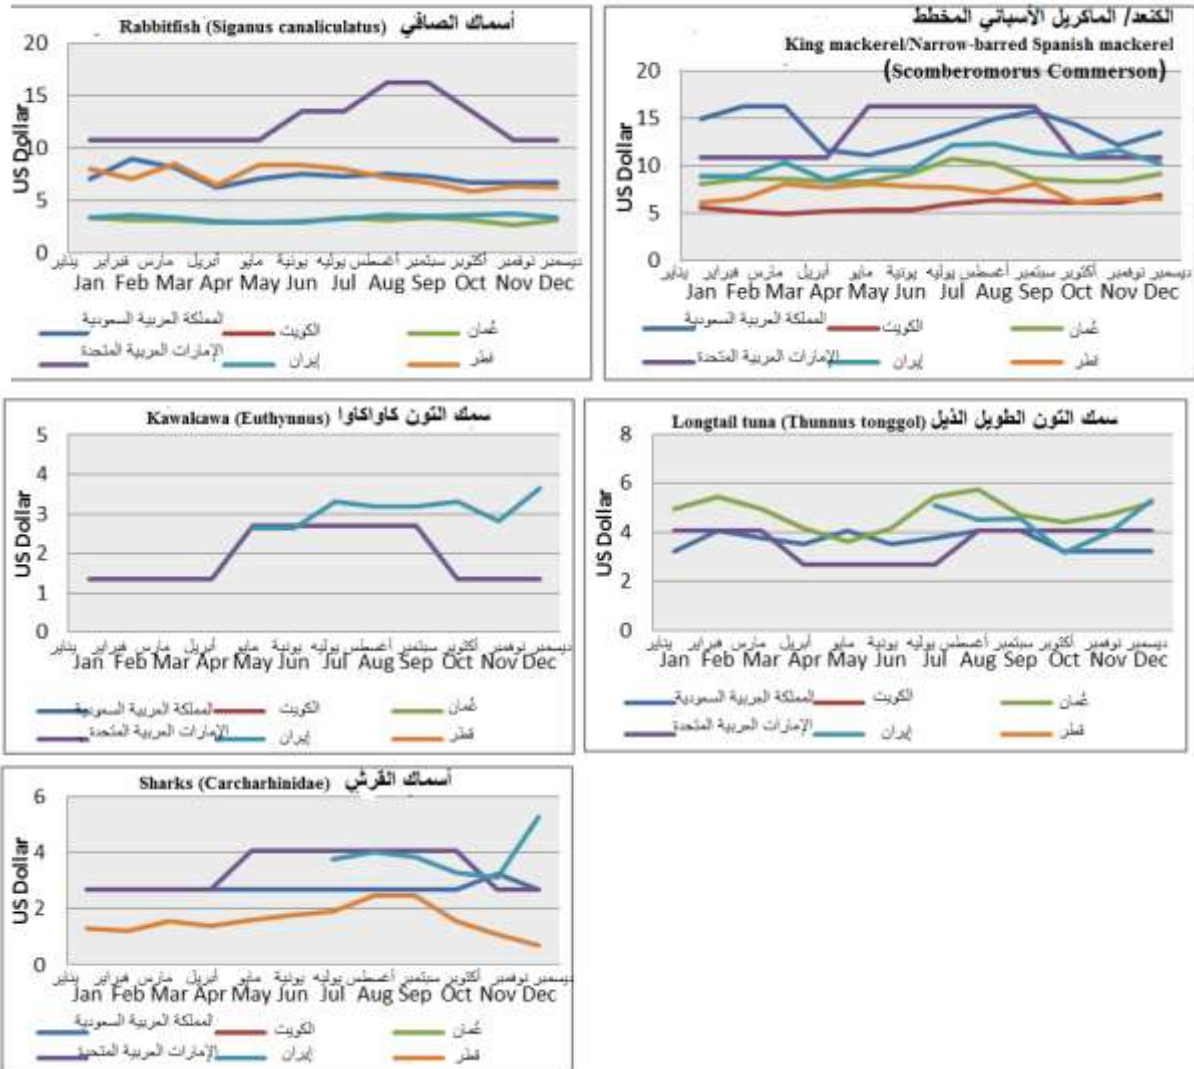 Rabbitfish (Siganus canaliculatus) أسماك الصافي
20
15
10
5
0
US Dollar
يناير فبراير مارس أبريل مايو يونية يوليه أغسطس سبتمبر أكتوبر نوفمبر ديسمبر
Jan Feb Mar Apr May Jun Jul Aug Sep Oct Nov Dec
المملكة العربية السعودية الكويت عُمان
الإمارات العربية المتحدة إيران قطر
الكنعد/ الماكريل الأسباني المخطط
King mackerel/Narrow-barred Spanish mackerel
(Scomberomorus Commerson)
20
15
10
5
0
US Dollar
يناير فبراير مارس أبريل مايو يونية يوليه أغسطس سبتمبر أكتوبر نوفمبر ديسمبر
Jan Feb Mar Apr May Jun Jul Aug Sep Oct Nov Dec
المملكة العربية السعودية الكويت عُمان
الإمارات العربية المتحدة إيران قطر
Kawakawa (Euthynnus) سمك التون كاواكاوا
5
4
3
2
1
0
US Dollar
يناير فبراير مارس أبريل مايو يونية يوليه أغسطس سبتمبر أكتوبر نوفمبر ديسمبر
Jan Feb Mar Apr May Jun Jul Aug Sep Oct Nov Dec
المملكة العربية السعودية الكويت عُمان
الإمارات العربية المتحدة إيران قطر
Longtail tuna (Thunnus tonggol) سمك التون الطويل الذيل
8
6
4
2
0
US Dollar
يناير فبراير مارس أبريل مايو يونية يوليه أغسطس سبتمبر أكتوبر نوفمبر ديسمبر
Jan Feb Mar Apr May Jun Jul Aug Sep Oct Nov Dec
المملكة العربية السعودية الكويت عُمان
الإمارات العربية المتحدة إيران قطر
Sharks (Carcharhinidae) أسماك القرش
6
4
2
0
US Dollar
يناير فبراير مارس أبريل مايو يونية يوليه أغسطس سبتمبر أكتوبر نوفمبر ديسمبر
Jan Feb Mar Apr May Jun Jul Aug Sep Oct Nov Dec
المملكة العربية السعودية الكويت عُمان
الإمارات العربية المتحدة إيران قطر